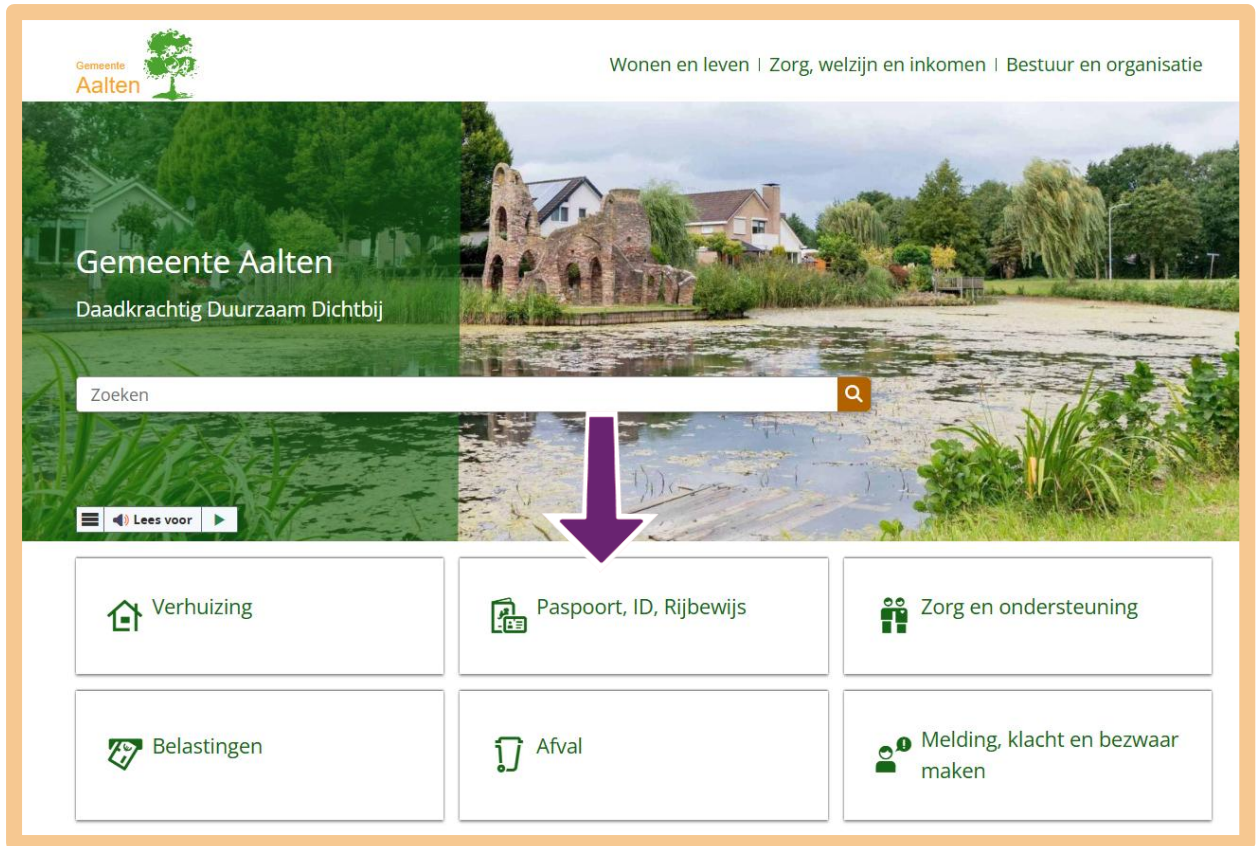 Gemeente
Aalten
Wonen en leven | Zorg, welzijn en inkomen | Bestuur en organisatie
Gemeente Aalten
Daadkrachtig Duurzaam Dichtbij
Zoeken
Lees voor
Verhuizing
Paspoort, ID, Rijbewijs
Zorg en ondersteuning
Belastingen
Afval
Melding, klacht en bezwaar
maken